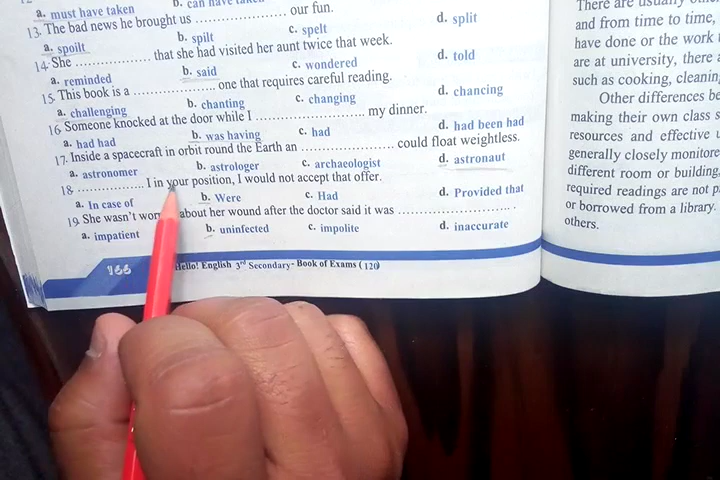 a. must have taken
13. The bad news he brought us .............. our fun.
a. spoilt b. spilt c. spelt d. split
14. She .............. that she had visited her aunt twice that week.
a. reminded b. said c. wondered d. told
15. This book is a .............. one that requires careful reading.
a. challenging b. chanting c. changing d. chancing
16. Someone knocked at the door while I .............. my dinner.
a. had had b. was having c. had d. had been had
17. Inside a spacecraft in orbit round the Earth an .............. could float weightless.
a. astronomer b. astrologer c. archaeologist d. astronaut
18. .............. I in your position, I would not accept that offer.
a. In case of b. Were c. Had d. Provided that
19. She wasn't about her wound after the doctor said it was .............. .
a. impatient b. uninfected c. impolite d. inaccurate
166 Hello! English 3rd Secondary - Book of Exams (120)
There are
and from time to time,
have done or the work
are at university, there
such as cooking,
Other differences
making their own class
resources and effective
generally closely
different room or building
required readings are not
or borrowed from a library.
others.